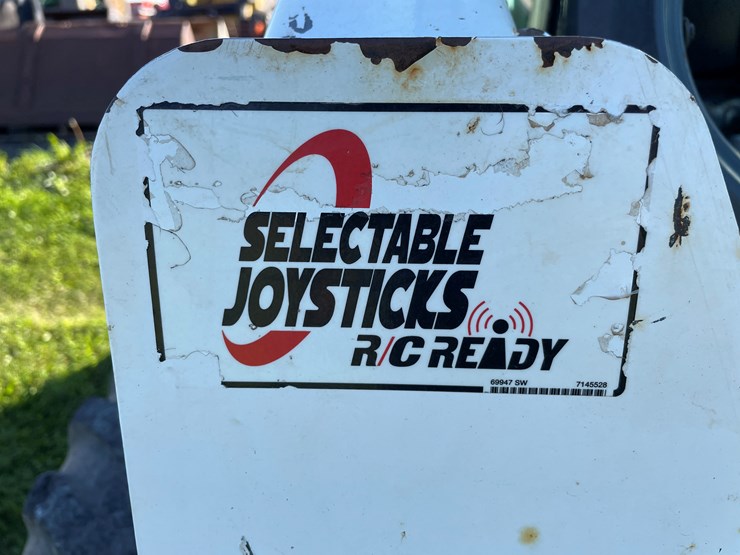 SELECTABLE
JOYSTICKS
R/C READY
69947 SW 7145528